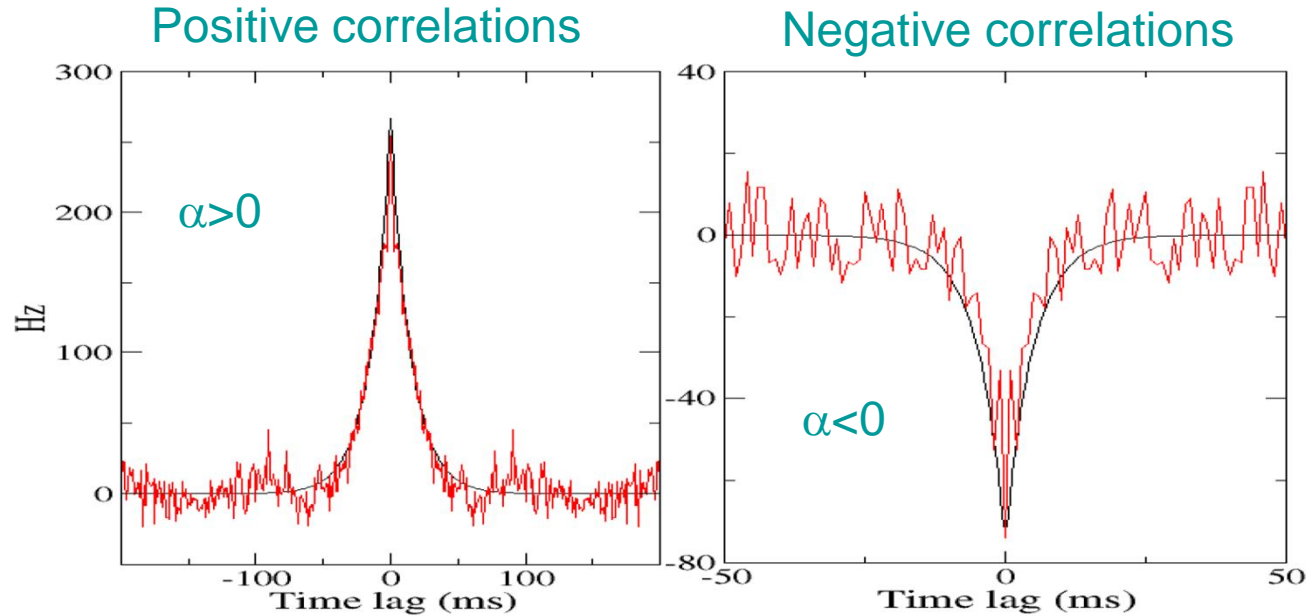 Positive correlations
Negative correlations
300
200
100
0
Hz
α>0
-100 0 100
Time lag (ms)
40
0
-40
-80
α<0
-50 0 50
Time lag (ms)